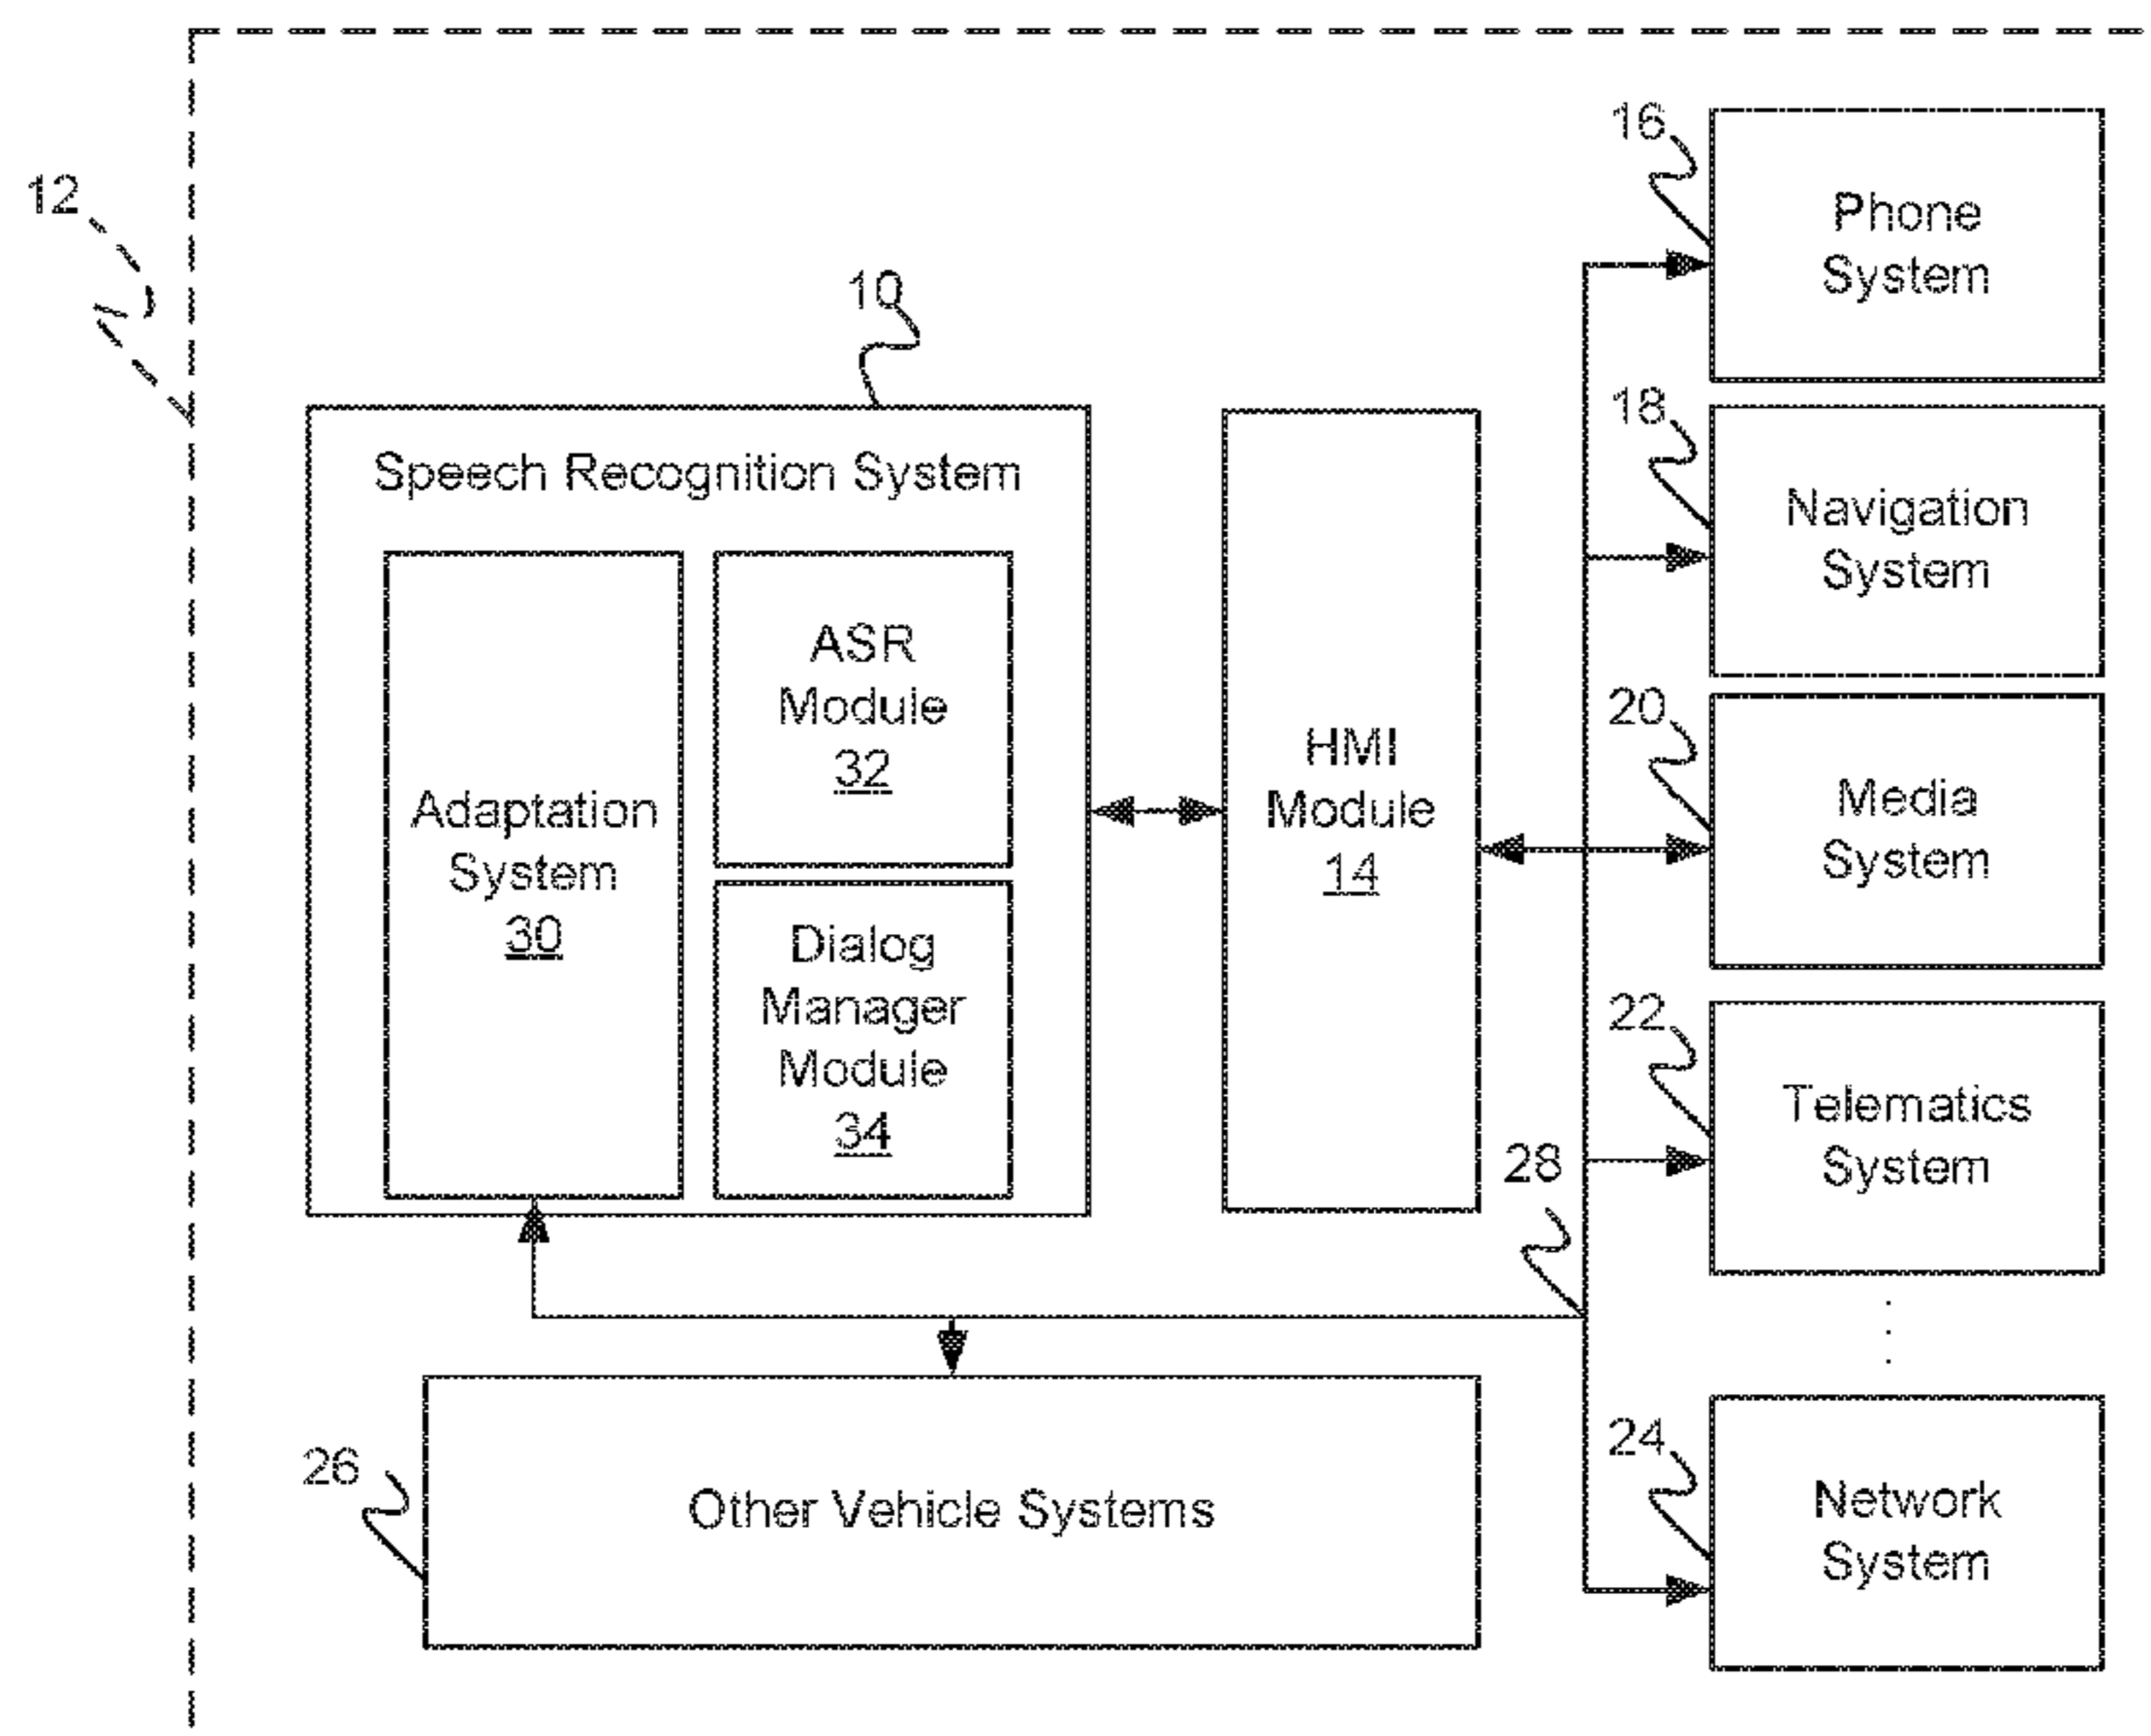 12
10
Speech Recognition System
Adaptation
System
30
ASR
Module
32
Dialog
Manager
Module
34
HMI
Module
14
16
Phone
System
18
Navigation
System
20
Media
System
22
Telematics
System
28
24
Network
System
26
Other Vehicle Systems